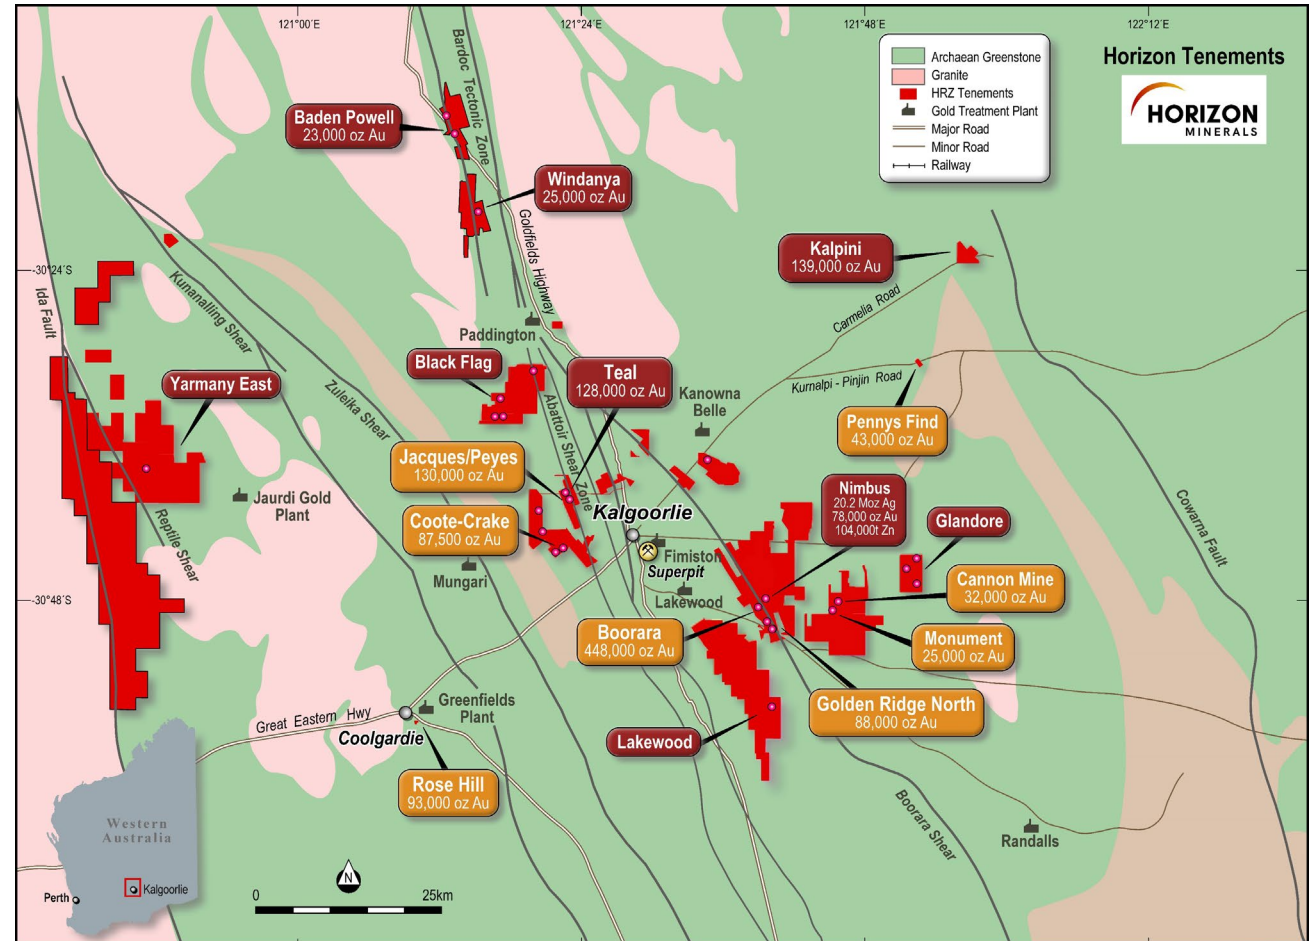 121°00´E
121°24´E
121°48´E
122°12´E
Horizon Tenements
HORIZON
MINERALS
Archaean Greenstone
Granite
HRZ Tenements
Gold Treatment Plant
Major Road
Minor Road
Railway
Bardoc Tectonic Zone
Baden Powell
23,000 oz Au
Windanya
25,000 oz Au
Goldfields Highway
Kalpini
139,000 oz Au
-30°24´S
Ida Fault
Kunanalling Shear
Carmelia Road
Paddington
Black Flag
Teal
128,000 oz Au
Kanowna
Belle
Kurnalpi - Pinjin Road
Yarmany East
Zuleika Shear
Abattoir Shear Zone
Pennys Find
43,000 oz Au
Jacques/Peyes
130,000 oz Au
Jaurdi Gold
Plant
Reptile Shear
Coote-Crake
87,500 oz Au
Kalgoorlie
Nimbus
20.2 Moz Ag
78,000 oz Au
104,000t Zn
Glandore
Cowarna Fault
Fimiston
Superpit
Mungari
Lakewood
Cannon Mine
32,000 oz Au
-30°48´S
Boorara
448,000 oz Au
Monument
25,000 oz Au
Greenfields
Plant
Golden Ridge North
88,000 oz Au
Great Eastern Hwy
Coolgardie
Lakewood
Rose Hill
93,000 oz Au
Boorara Shear
Randalls
Western
Australia
Perth
Kalgoorlie
N
0
25km